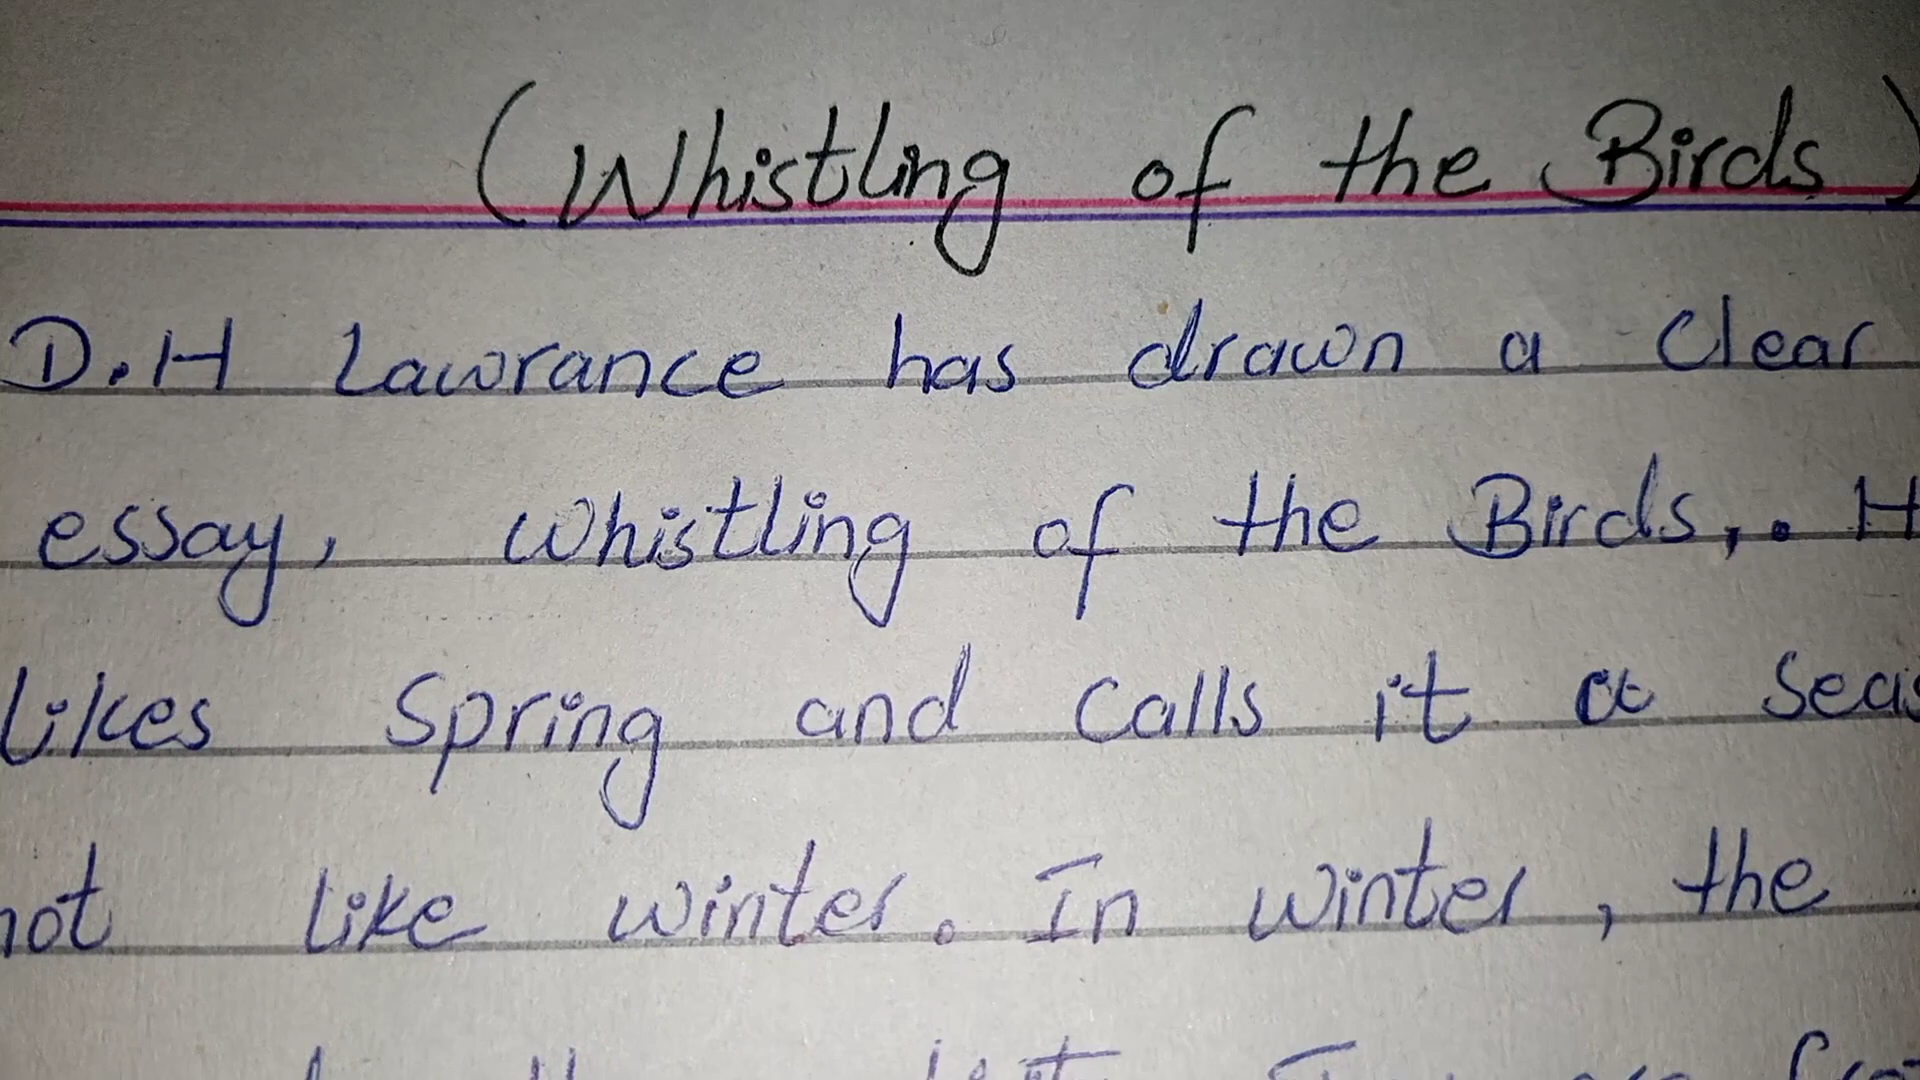 (Whistling of the Birds)
D.H Lawrance has drawn a clear
essay, whistling of the Birds,.
likes spring and calls it a
not like winter. In winter, the